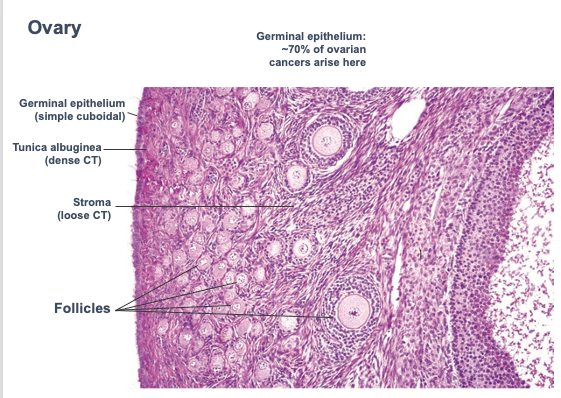 Ovary
Germinal epithelium:
~70% of ovarian
cancers arise here
Germinal epithelium
(simple cuboidal)
Tunica albuginea
(dense CT)
Stroma
(loose CT)
Follicles